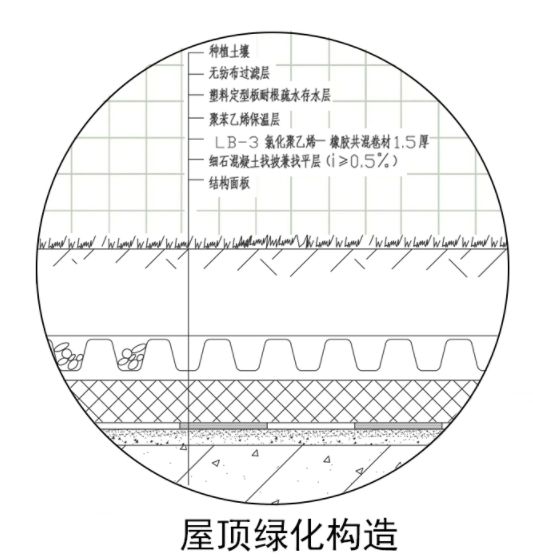 种植土壤
无纺布过滤层
塑料定型板耐根疏水存水层
聚苯乙烯保温层
LB-3 氯化聚乙烯一橡胶共混卷材1.5厚
细石混凝土找坡兼找平层(i≥0.5%)
结构面板
屋顶绿化构造